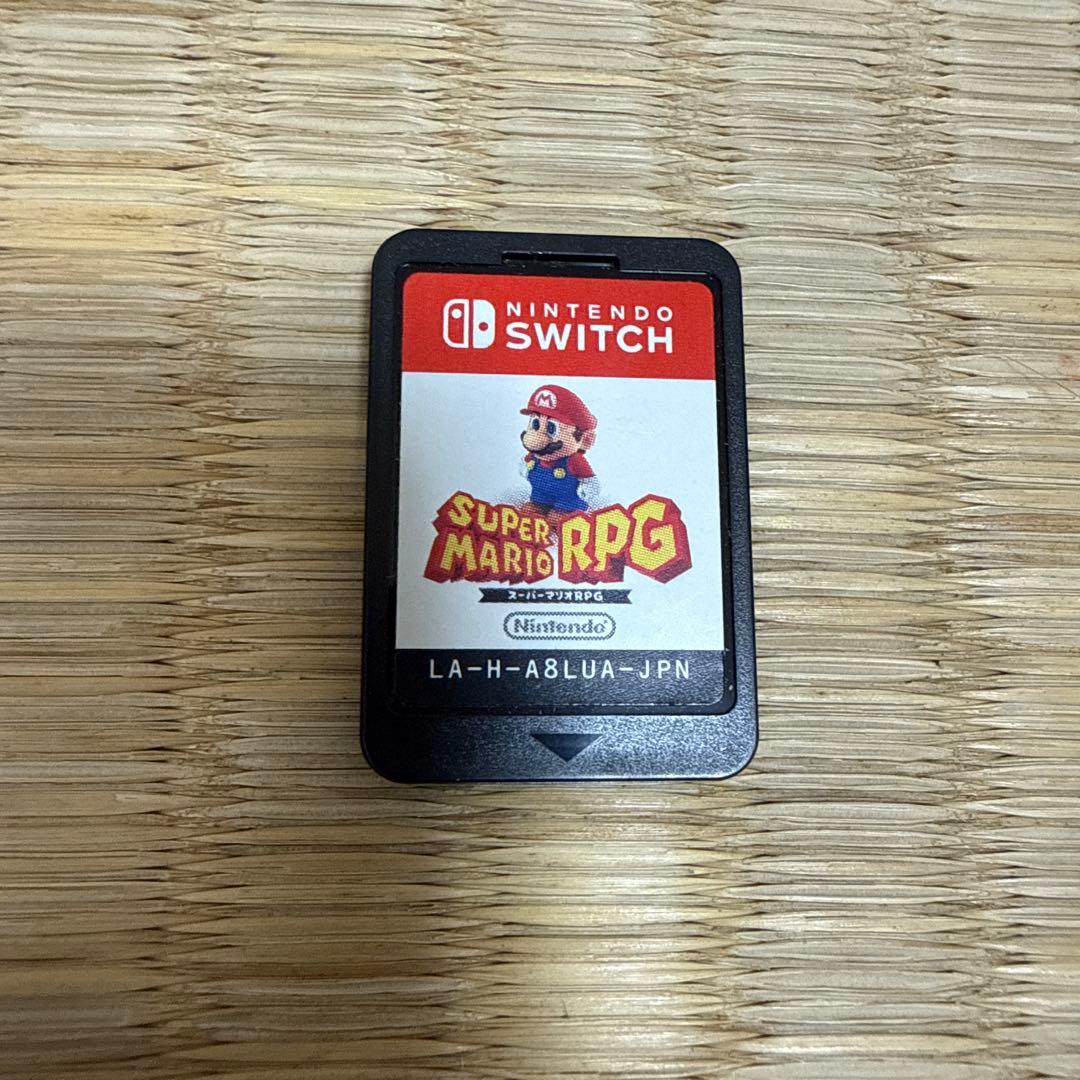 NINTENDO
SWITCH
M
SUPER
MARIO RPG
スーパーマリオRPG
Nintendo
LA-H-A8LUA-JPN